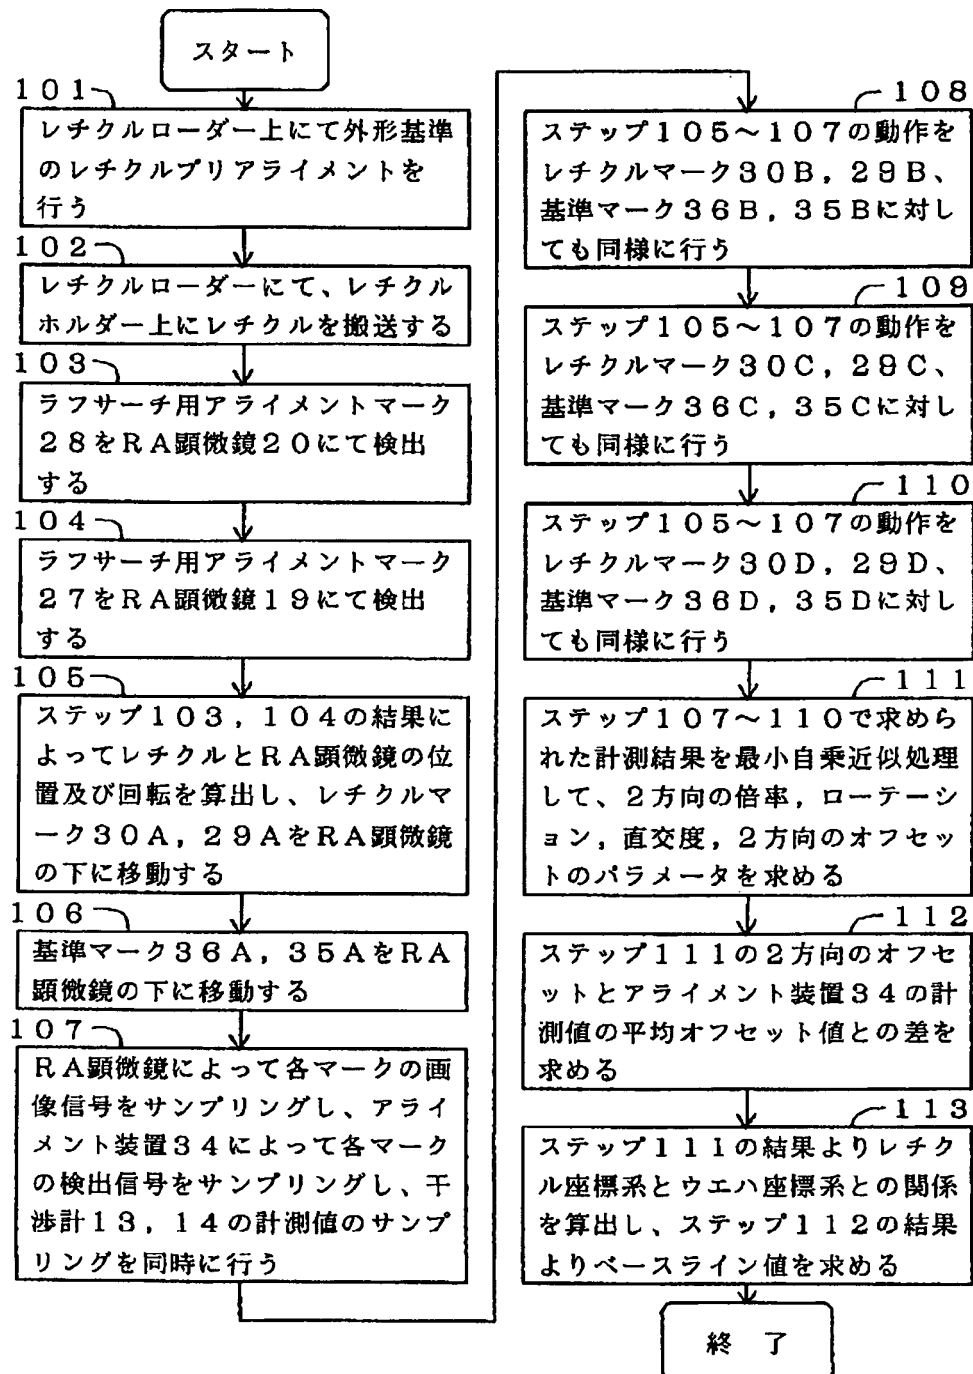 スタート
101
レチクルローダー上にて外形基準
のレチクルプリアライメントを
行う
102
レチクルローダーにて、レチクル
ホルダー上にレチクルを搬送する
103
ラフサーチ用アライメントマーク
28をRA顕微鏡20にて検出
する
104
ラフサーチ用アライメントマーク
27をRA顕微鏡19にて検出
する
105
ステップ103,104の結果に
よってレチクルとRA顕微鏡の位
置及び回転を算出し、レチクルマ
ーク30A,29AをRA顕微鏡
の下に移動する
106
基準マーク36A,35AをRA
顕微鏡の下に移動する
107
RA顕微鏡によって各マークの画
像信号をサンプリングし、アライ
メント装置34によって各マーク
の検出信号をサンプリングし、干
渉計13,14の計測値のサンプ
リングを同時に行う
108
ステップ105~107の動作を
レチクルマーク30B,29B、
基準マーク36B,35Bに対し
ても同様に行う
109
ステップ105~107の動作を
レチクルマーク30C,29C、
基準マーク36C,35Cに対し
ても同様に行う
110
ステップ105~107の動作を
レチクルマーク30D,29D、
基準マーク36D,35Dに対し
ても同様に行う
111
ステップ107~110で求めら
れた計測結果を最小自乗近似処理
して、2方向の倍率,ローテーシ
ョン,直交度,2方向のオフセッ
トのパラメータを求める
112
ステップ111の2方向のオフセ
ットとアライメント装置34の計
測値の平均オフセット値との差を
求める
113
ステップ111の結果よりレチク
ル座標系とウエハ座標系との関係
を算出し、ステップ112の結果
よりベースライン値を求める
終了